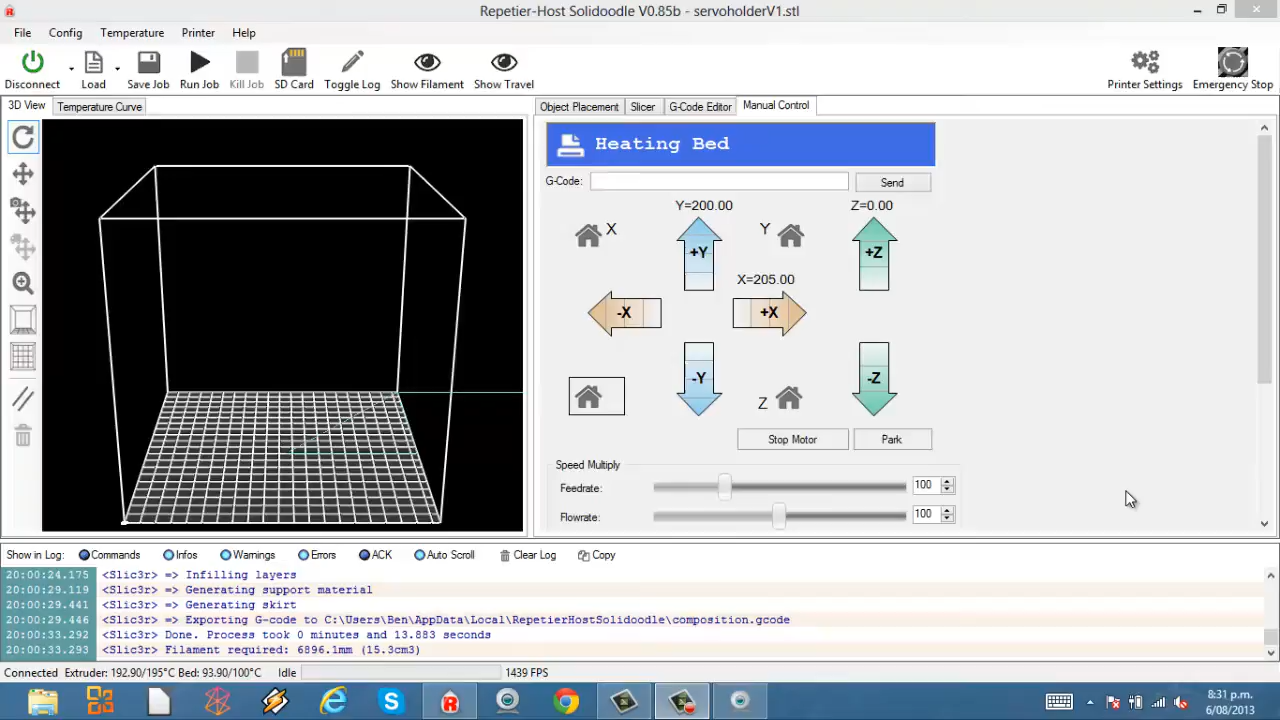 Repetier-Host Solidoodle V0.85b - servoholderV1.stl
File Config Temperature Printer Help
Disconnect Load Save Job Run Job Kill Job SD Card Toggle Log Show Filament Show Travel Printer Settings Emergency Stop
3D View Temperature Curve Object Placement Slicer G-Code Editor Manual Control
Heating Bed
G-Code: Send
Y=200.00 Z=0.00
X Y
+Y +Z
X=205.00
-X +X
-Y -Z
Z
Stop Motor Park
Speed Multiply
Feedrate: 100
Flowrate: 100
Show in Log: Commands Infos Warnings Errors ACK Auto Scroll Clear Log Copy
20:00:24.175 <Slic3r> => Infilling layers
20:00:29.119 <Slic3r> => Generating support material
20:00:29.441 <Slic3r> => Generating skirt
20:00:29.446 <Slic3r> => Exporting G-code to C:\Users\Ben\AppData\Local\RepetierHostSolidoodle\composition.gcode
20:00:33.292 <Slic3r> Done. Process took 0 minutes and 13.883 seconds
20:00:33.293 <Slic3r> Filament required: 6896.1mm (15.3cm3)
Connected Extruder: 192.90/195°C Bed: 93.90/100°C Idle 1439 FPS
8:31 p.m.
6/08/2013